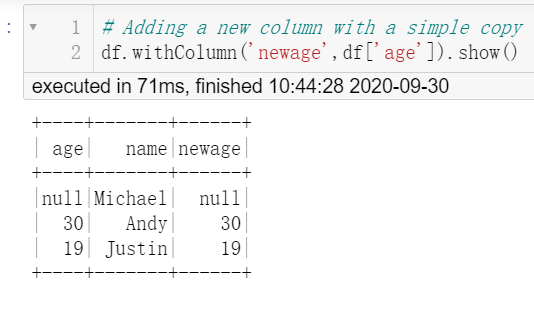 : ▼ 1 # Adding a new column with a simple copy
2 df.withColumn('newage',df['age']).show()
executed in 71ms, finished 10:44:28 2020-09-30
+----+-------+------+
| age|   name|newage|
+----+-------+------+
|null|Michael|  null|
|  30|   Andy|    30|
|  19| Justin|    19|
+----+-------+------+